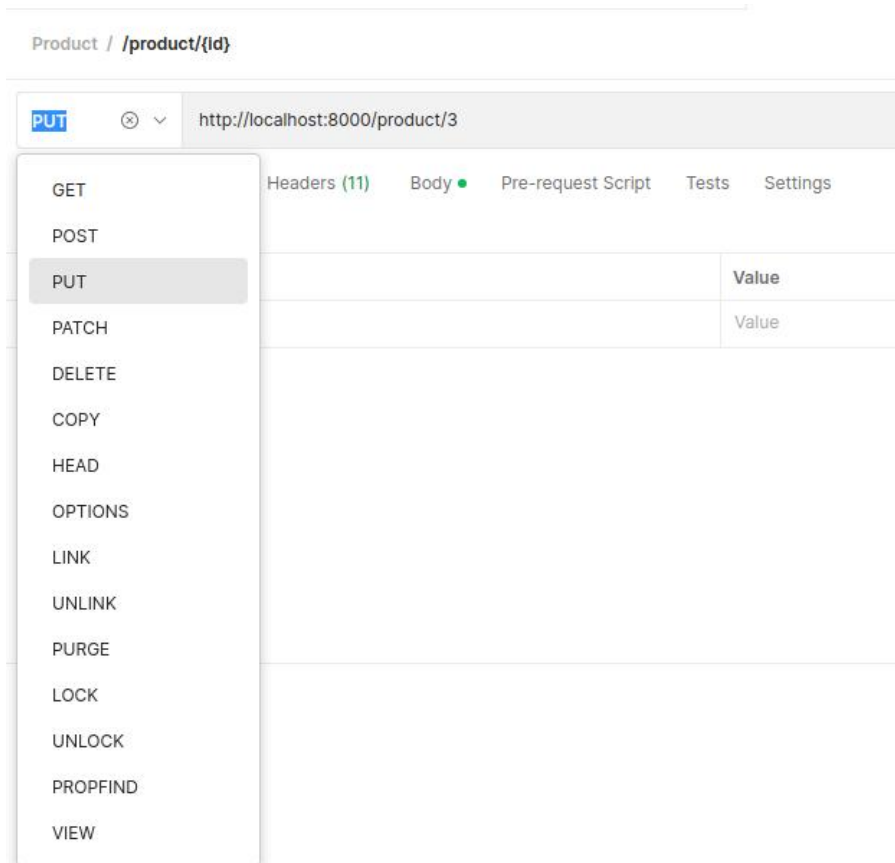 Product / /product/{id}
PUT http://localhost:8000/product/3
Headers (11) Body Pre-request Script Tests Settings
GET
POST
PUT
PATCH
DELETE
COPY
HEAD
OPTIONS
LINK
UNLINK
PURGE
LOCK
UNLOCK
PROPFIND
VIEW
Value
Value